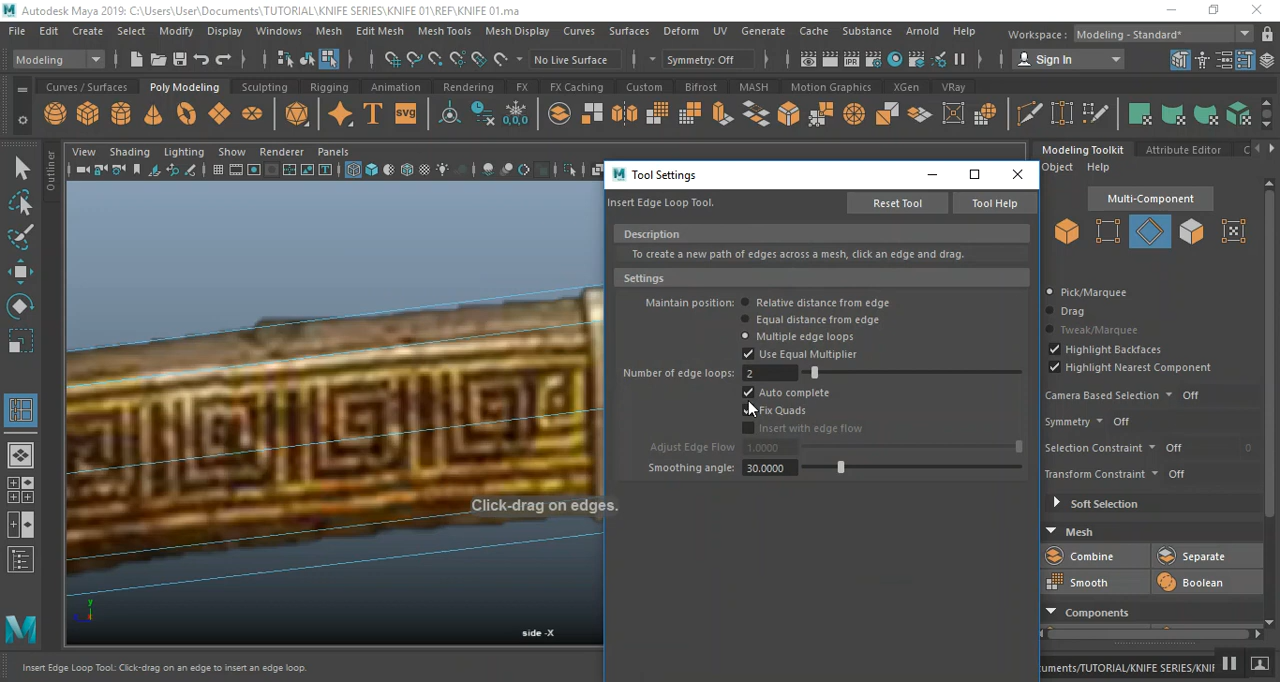 Autodesk Maya 2019: C:\Users\User\Documents\TUTORIAL\KNIFE SERIES\KNIFE 01\REF\KNIFE 01.ma
File Edit Create Select Modify Display Windows Mesh Edit Mesh Mesh Tools Mesh Display Curves Surfaces Deform UV Generate Cache Substance Arnold Help Workspace : Modeling - Standard*
Modeling No Live Surface Symmetry: Off Sign In
Curves / Surfaces Poly Modeling Sculpting Rigging Animation Rendering FX FX Caching Custom Bifrost MASH Motion Graphics XGen VRay
View Shading Lighting Show Renderer Panels
Outliner
Tool Settings
Insert Edge Loop Tool. Reset Tool Tool Help
Description
To create a new path of edges across a mesh, click an edge and drag.
Settings
Maintain position: Relative distance from edge
Equal distance from edge
Multiple edge loops
Use Equal Multiplier
Number of edge loops: 2
Auto complete
Fix Quads
Insert with edge flow
Adjust Edge Flow 1.0000
Smoothing angle: 30.0000
Click-drag on edges.
side -X
Modeling Toolkit Attribute Editor
Object Help
Multi-Component
Pick/Marquee
Drag
Tweak/Marquee
Highlight Backfaces
Highlight Nearest Component
Camera Based Selection Off
Symmetry Off
Selection Constraint Off 0
Transform Constraint Off
Soft Selection
Mesh
Combine Separate
Smooth Boolean
Components
Insert Edge Loop Tool: Click-drag on an edge to insert an edge loop.
uments/TUTORIAL/KNIFE SERIES/KNIF